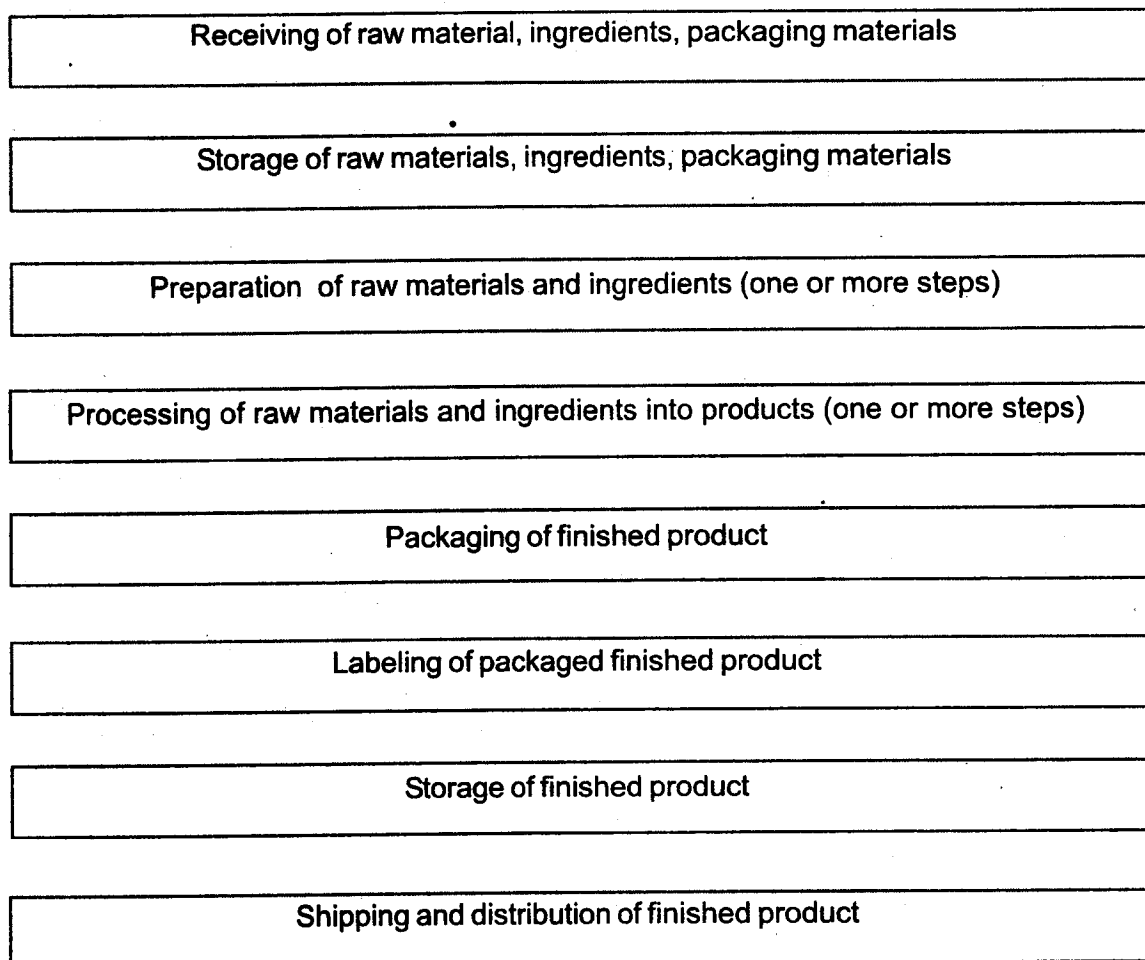 Receiving of raw material, ingredients, packaging materials
Storage of raw materials, ingredients, packaging materials
Preparation of raw materials and ingredients (one or more steps)
Processing of raw materials and ingredients into products (one or more steps)
Packaging of finished product
Labeling of packaged finished product
Storage of finished product
Shipping and distribution of finished product